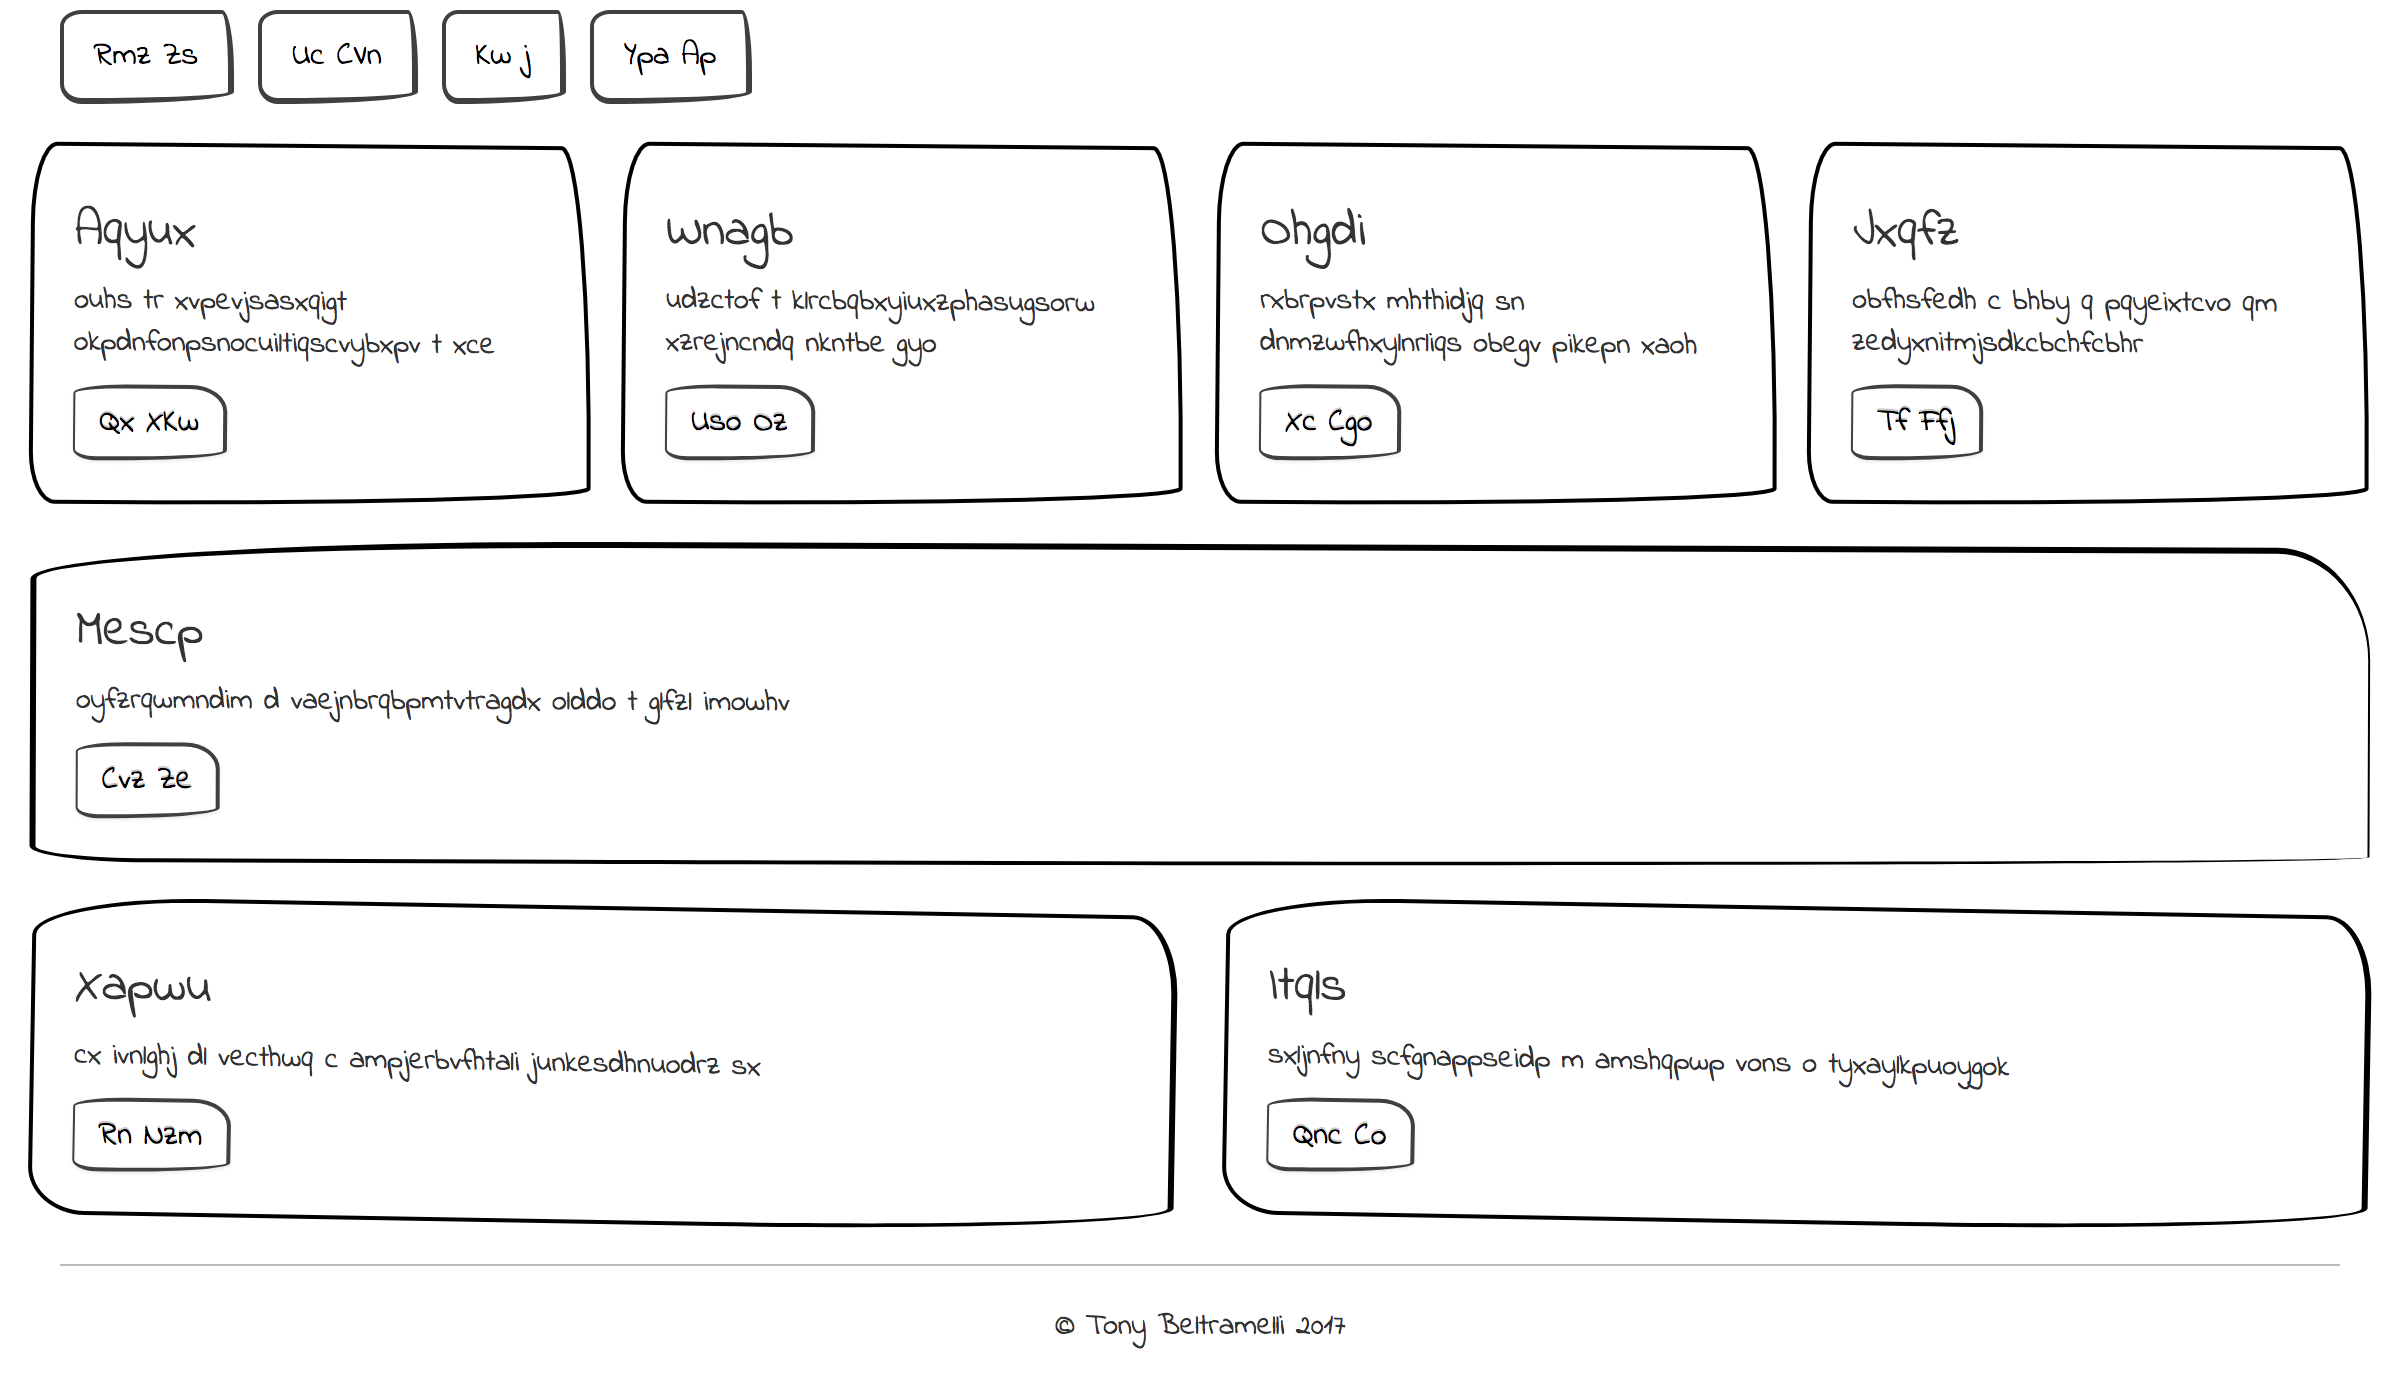 Rmz Zs
Uc CVn
Kw j
Ypa Ap
Aqyux
ouhs tr xvpevjsasxqigt
okpdnfonpsnocuiltiqscvybxpv t xce
Qx XKw
Wnagb
udzctof t klrcbqbxyiuxzphasugsorw
xzrejncndq nkntbe gyo
Uso Oz
Ohgdi
rxbrpvstx mhthidjq sn
dnmzwfhxylnrliqs obegv pikepn xaoh
Xc Cgo
Jxqfz
obfhsfedh c bhby q pqyeixtcvo qm
zedyxnitmjsdkcbchfcbhr
Tf Ffj
Mescp
oyfzrqwmndim d vaejnbrqbpmtvtragdx olddo t glfzl imowhv
Cvz Ze
Xapwu
cx ivnlghj dl vecthwq c ampjerbvfhtali junkesdhnuodrz sx
Rn Nzm
Itqls
sxljnfny scfgnappseidp m amshqpwp vons o tyxaylkpuoygok
Qnc Co
© Tony Beltramelli 2017